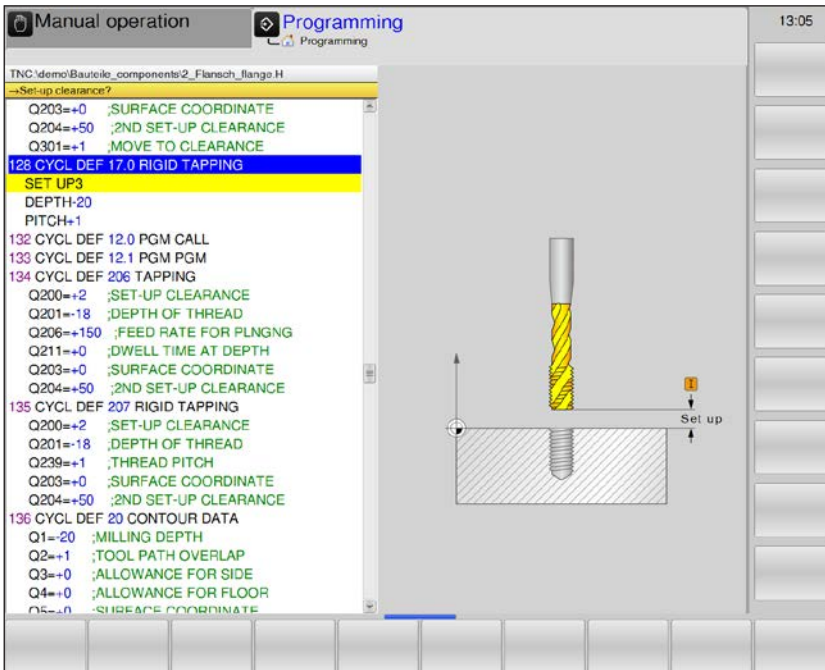 Manual operation
Programming
Programming
13:05
TNC:\demo\Bauteile_components\2_Flansch_flange.H
→Set-up clearance?
Q203=+0 ;SURFACE COORDINATE
Q204=+50 ;2ND SET-UP CLEARANCE
Q301=+1 ;MOVE TO CLEARANCE
128 CYCL DEF 17.0 RIGID TAPPING
SET UP3
DEPTH-20
PITCH+1
132 CYCL DEF 12.0 PGM CALL
133 CYCL DEF 12.1 PGM PGM
134 CYCL DEF 206 TAPPING
Q200=+2 ;SET-UP CLEARANCE
Q201=-18 ;DEPTH OF THREAD
Q206=+150 ;FEED RATE FOR PLNGNG
Q211=+0 ;DWELL TIME AT DEPTH
Q203=+0 ;SURFACE COORDINATE
Q204=+50 ;2ND SET-UP CLEARANCE
135 CYCL DEF 207 RIGID TAPPING
Q200=+2 ;SET-UP CLEARANCE
Q201=-18 ;DEPTH OF THREAD
Q239=+1 ;THREAD PITCH
Q203=+0 ;SURFACE COORDINATE
Q204=+50 ;2ND SET-UP CLEARANCE
136 CYCL DEF 20 CONTOUR DATA
Q1=-20 ;MILLING DEPTH
Q2=+1 ;TOOL PATH OVERLAP
Q3=+0 ;ALLOWANCE FOR SIDE
Q4=+0 ;ALLOWANCE FOR FLOOR
Q5=+0 ;SURFACE COORDINATE
I
Set up